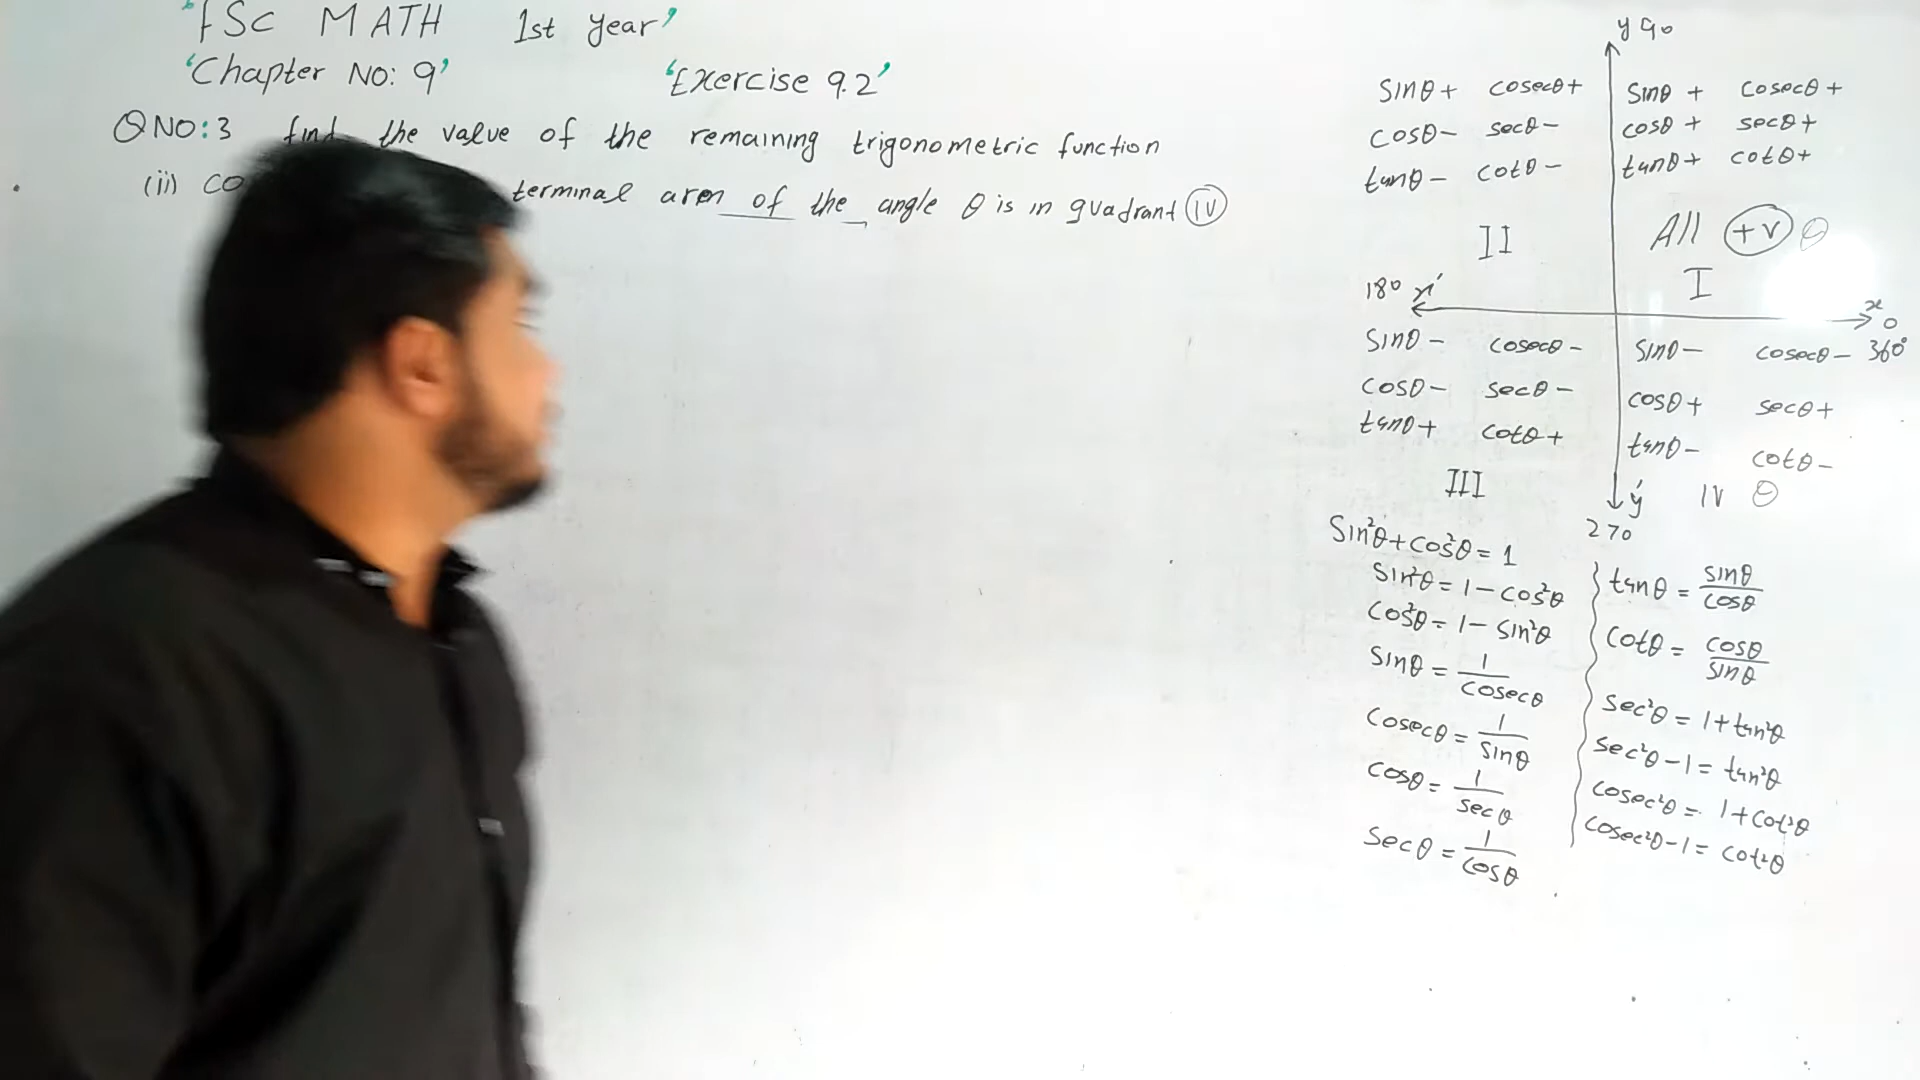 'FSc MATH 1st year'
'Chapter No: 9' 'Exercise 9.2'
Q NO:3 find the value of the remaining trigonometric function
(ii) co terminal arm of the angle θ is in quadrant IV
y 90
sinθ+ cosecθ+
cosθ- secθ-
tanθ- cotθ-
II
sinθ + cosecθ +
cosθ + secθ+
tanθ+ cotθ+
All +v θ
I
180 x'
x 0
360°
sinθ- cosecθ-
cosθ- secθ-
tanθ+ cotθ+
III
sinθ- cosecθ-
cosθ+ secθ+
tanθ- cotθ-
IV θ
y'
270
Sin²θ+cos²θ = 1
Sin²θ = 1-cos²θ
cos²θ = 1- sin²θ
sinθ = 1/cosecθ
cosecθ = 1/sinθ
cosθ = 1/secθ
secθ = 1/cosθ
tanθ = sinθ/cosθ
cotθ = cosθ/sinθ
sec²θ = 1+tan²θ
sec²θ-1 = tan²θ
cosec²θ = 1+cot²θ
cosec²θ-1 = cot²θ